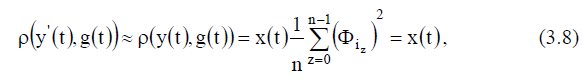 ρ(y'(t), g(t)) ≈ ρ(y(t), g(t)) = x(t) 1/n ∑_{z=0}^{n-1} (Φ_{i_z})^2 = x(t), (3.8)